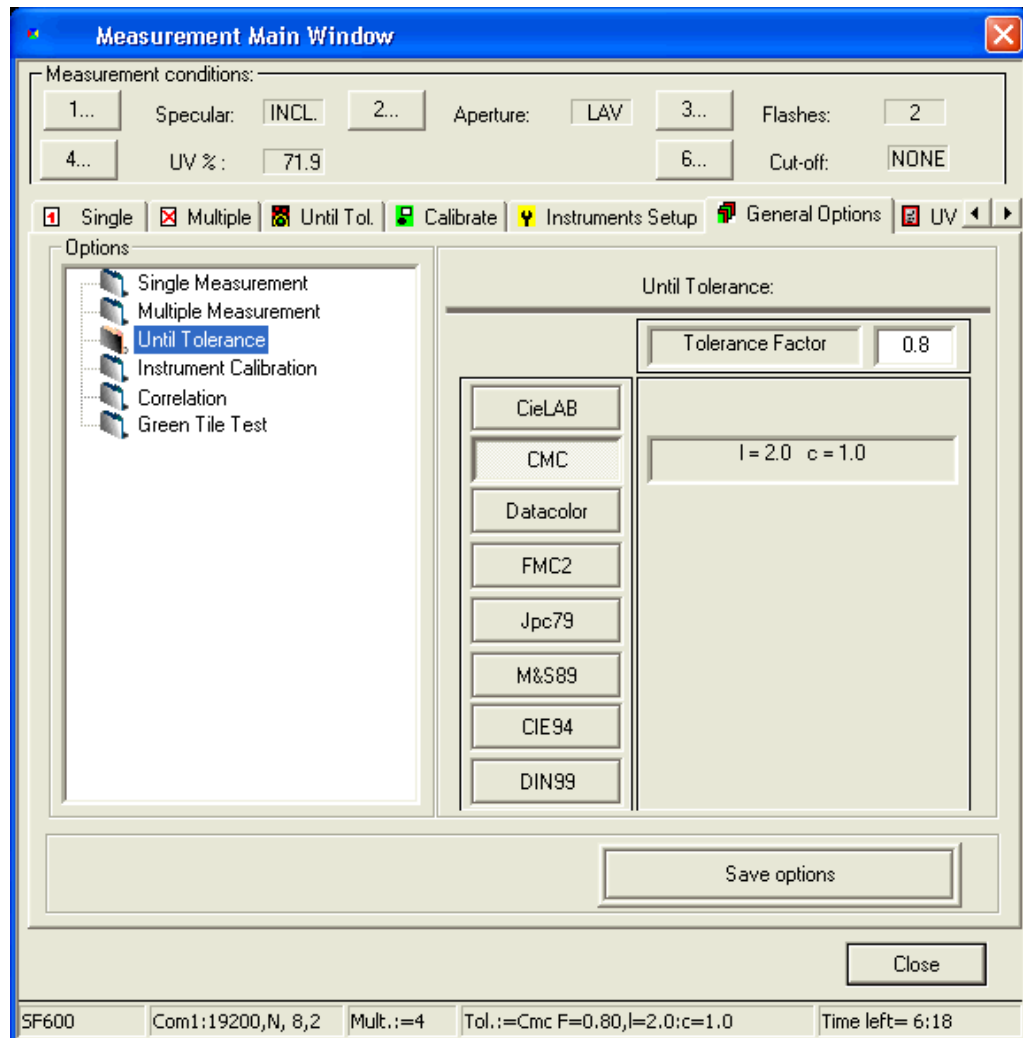 Measurement Main Window
Measurement conditions:
1... Specular: INCL. 2... Aperture: LAV 3... Flashes: 2
4... UV % : 71.9 6... Cut-off: NONE
1 Single Multiple Until Tol. Calibrate Instruments Setup General Options UV
Options
Single Measurement
Multiple Measurement
Until Tolerance
Instrument Calibration
Correlation
Green Tile Test
Until Tolerance:
Tolerance Factor 0.8
CieLAB
CMC
l = 2.0 c = 1.0
Datacolor
FMC2
Jpc79
M&S89
CIE94
DIN99
Save options
Close
SF600 Com1:19200,N, 8,2 Mult.:=4 Tol.:=Cmc F=0.80,l=2.0:c=1.0 Time left= 6:18